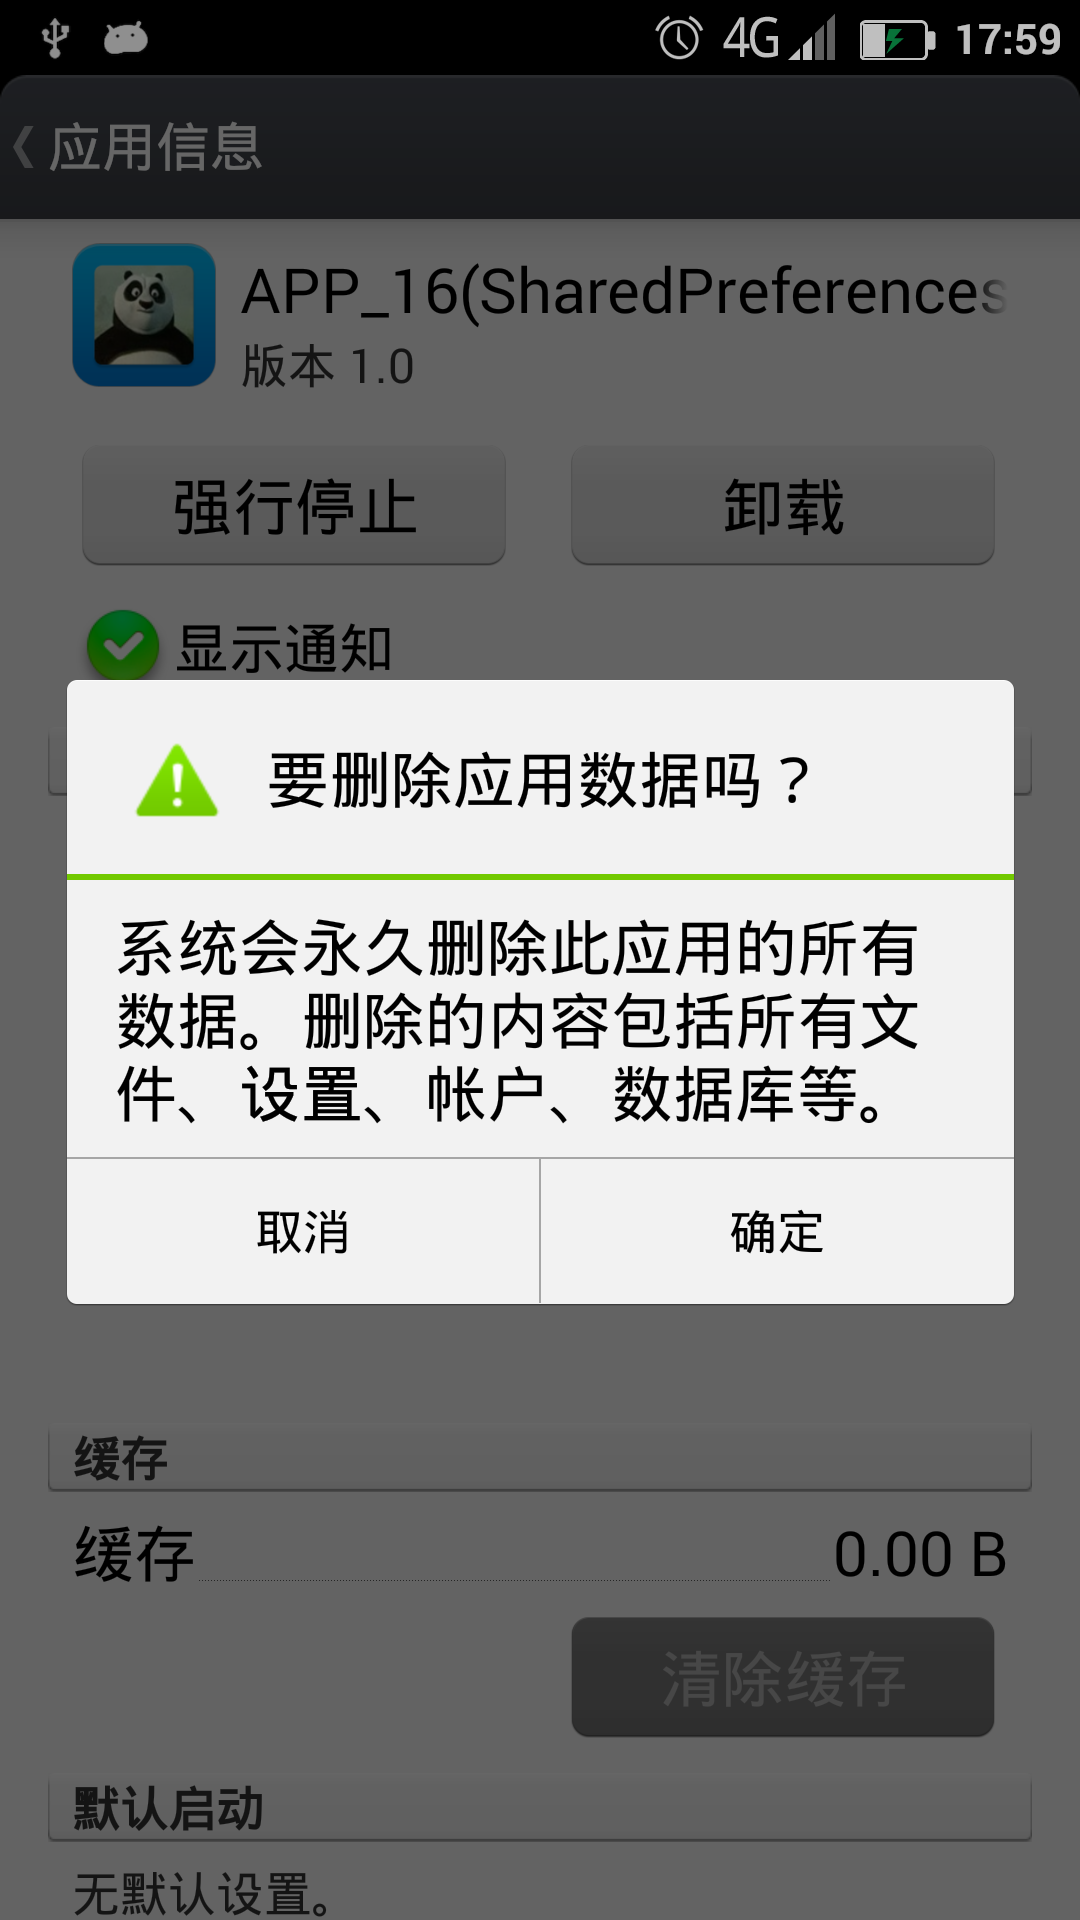 4G 17:59
应用信息
APP_16(SharedPreferences
版本 1.0
强行停止 卸载
显示通知
要删除应用数据吗？
系统会永久删除此应用的所有
数据。删除的内容包括所有文
件、设置、帐户、数据库等。
取消 确定
缓存
缓存 0.00 B
清除缓存
默认启动
无默认设置。